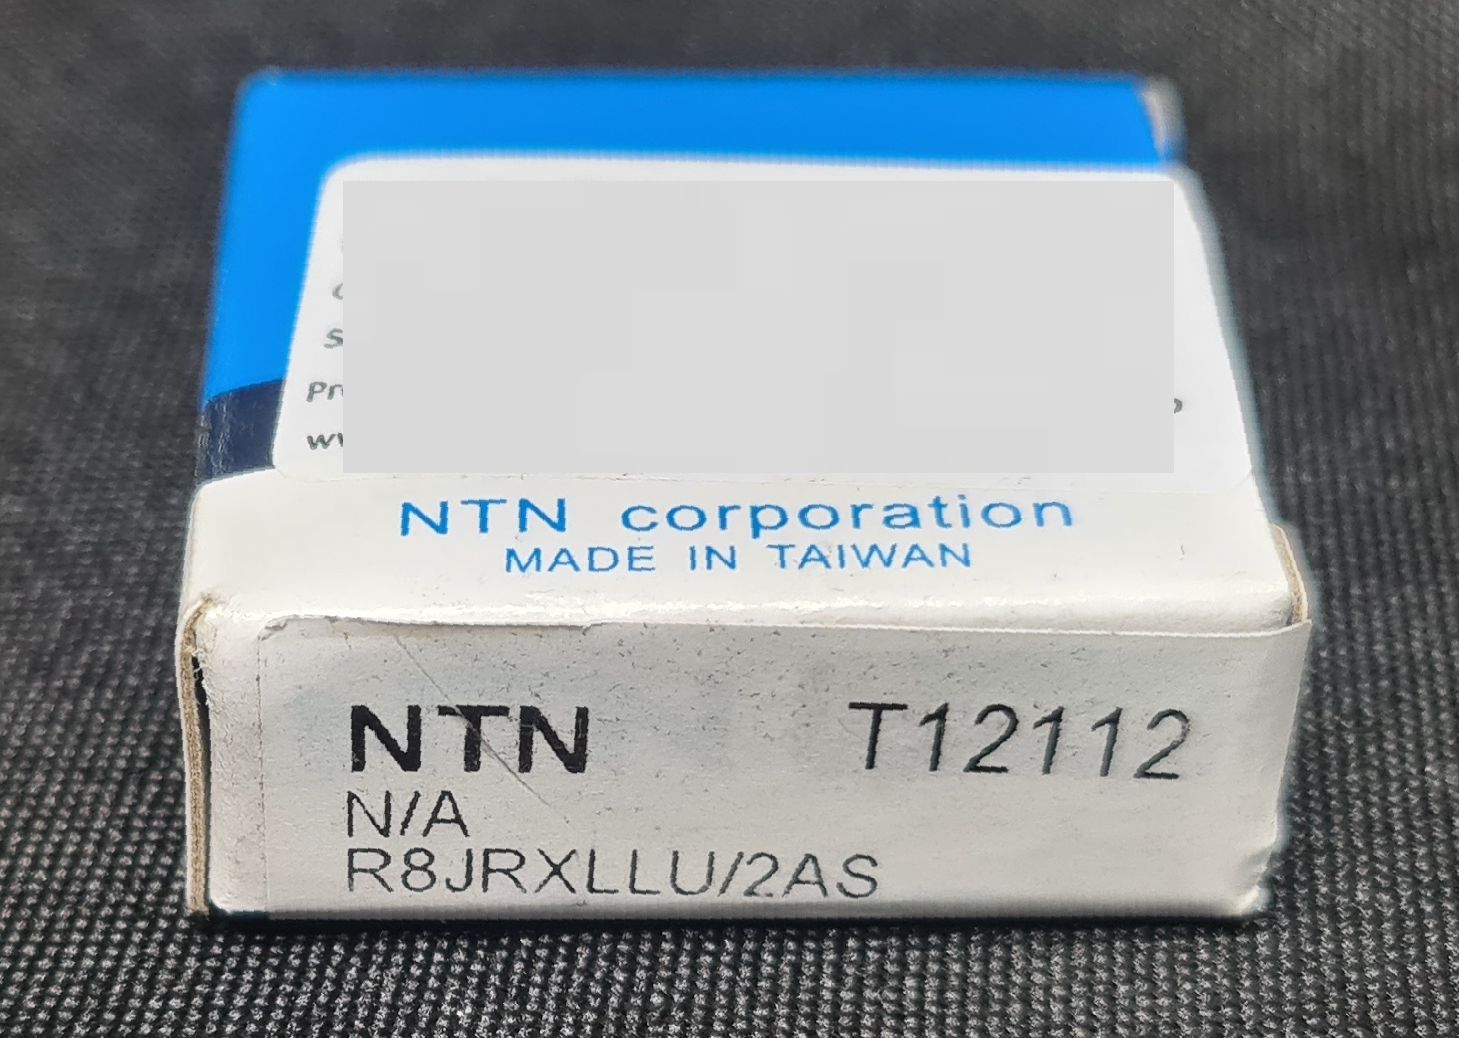 NTN corporation
MADE IN TAIWAN
NTN T12112
N/A
R8JRXLLU/2AS